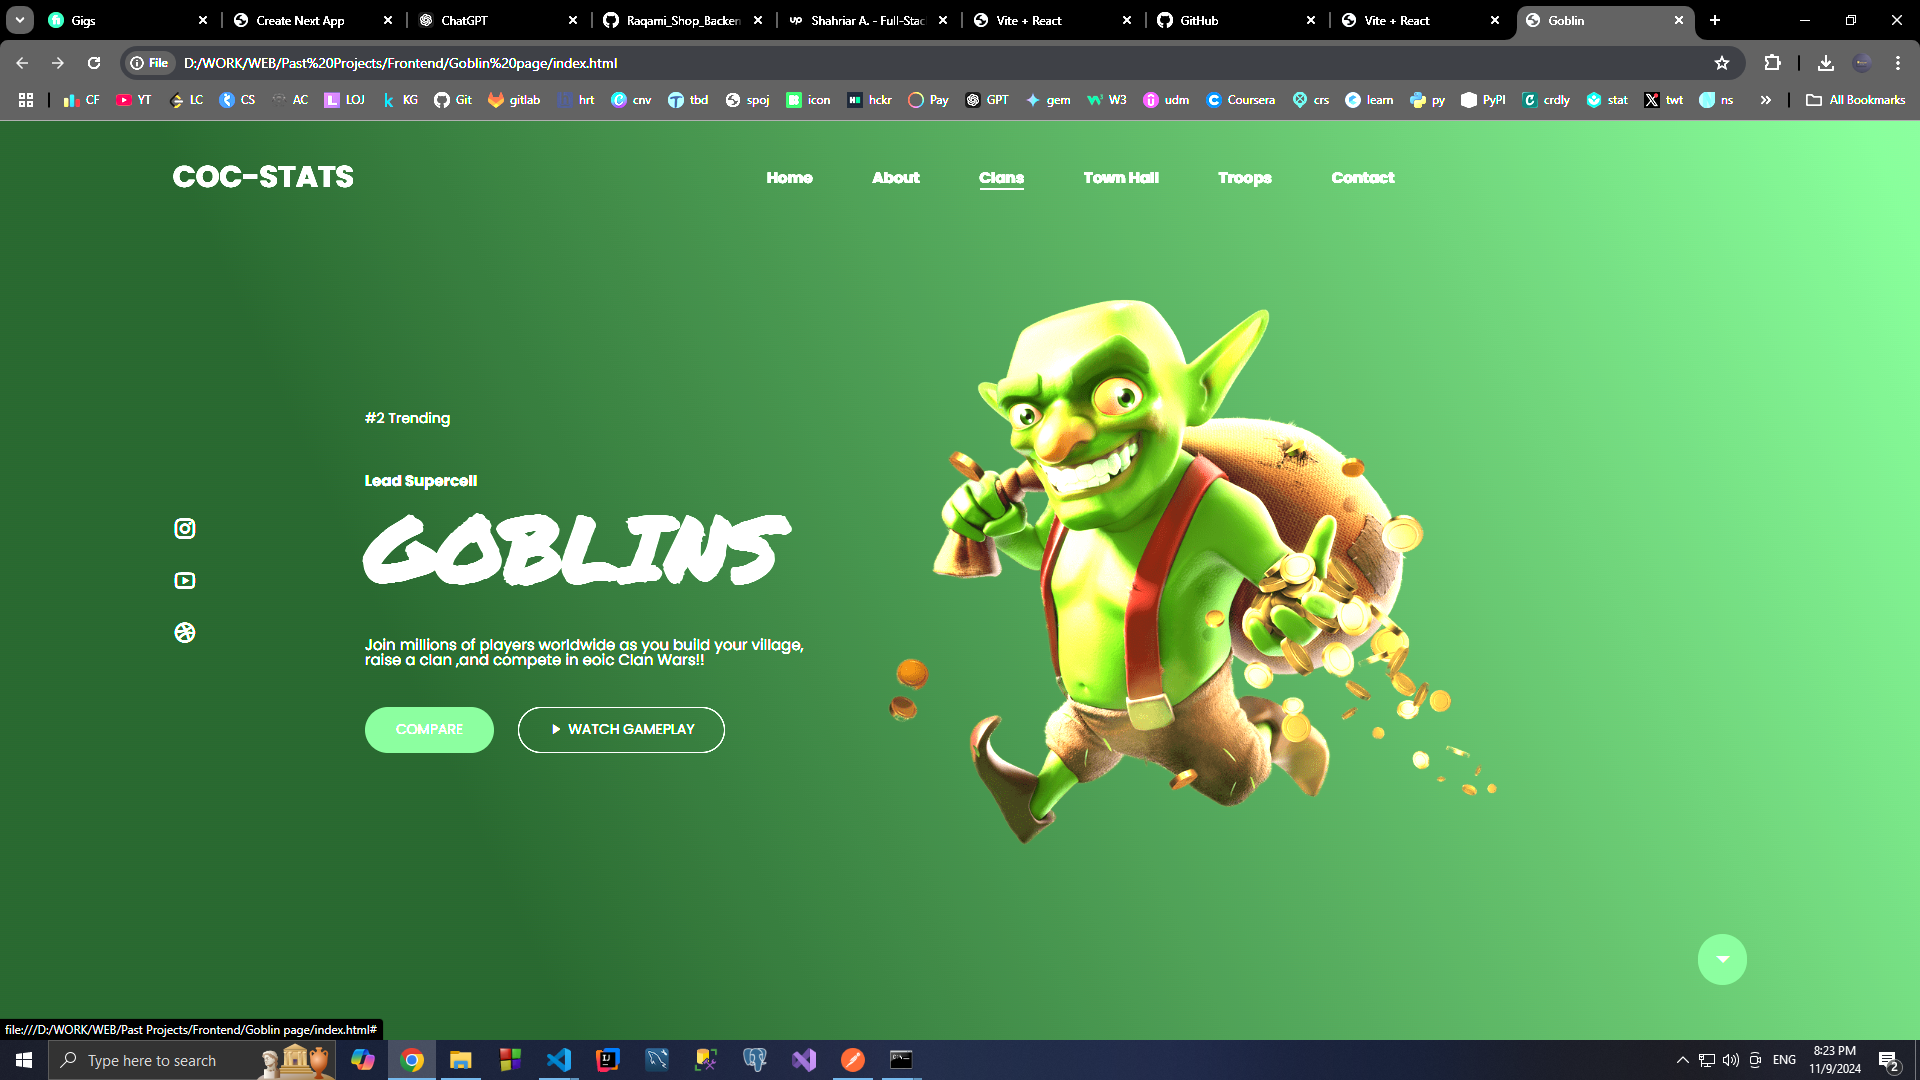 Gigs
Create Next App
ChatGPT
Raqami_Shop_Backen
Shahriar A. - Full-Stac
Vite + React
GitHub
Vite + React
Goblin
File
D:/WORK/WEB/Past%20Projects/Frontend/Goblin%20page/index.html
CF
YT
LC
CS
AC
LOJ
KG
Git
gitlab
hrt
cnv
tbd
spoj
icon
hckr
Pay
GPT
gem
W3
udm
Coursera
crs
learn
py
PyPI
crdly
stat
twt
ns
All Bookmarks
COC-STATS
Home
About
Clans
Town Hall
Troops
Contact
#2 Trending
Lead Supercell
GOBLINS
Join millions of players worldwide as you build your village,
raise a clan ,and compete in eoic Clan Wars!!
COMPARE
WATCH GAMEPLAY
file:///D:/WORK/WEB/Past Projects/Frontend/Goblin page/index.html#
Type here to search
ENG
8:23 PM
11/9/2024
2